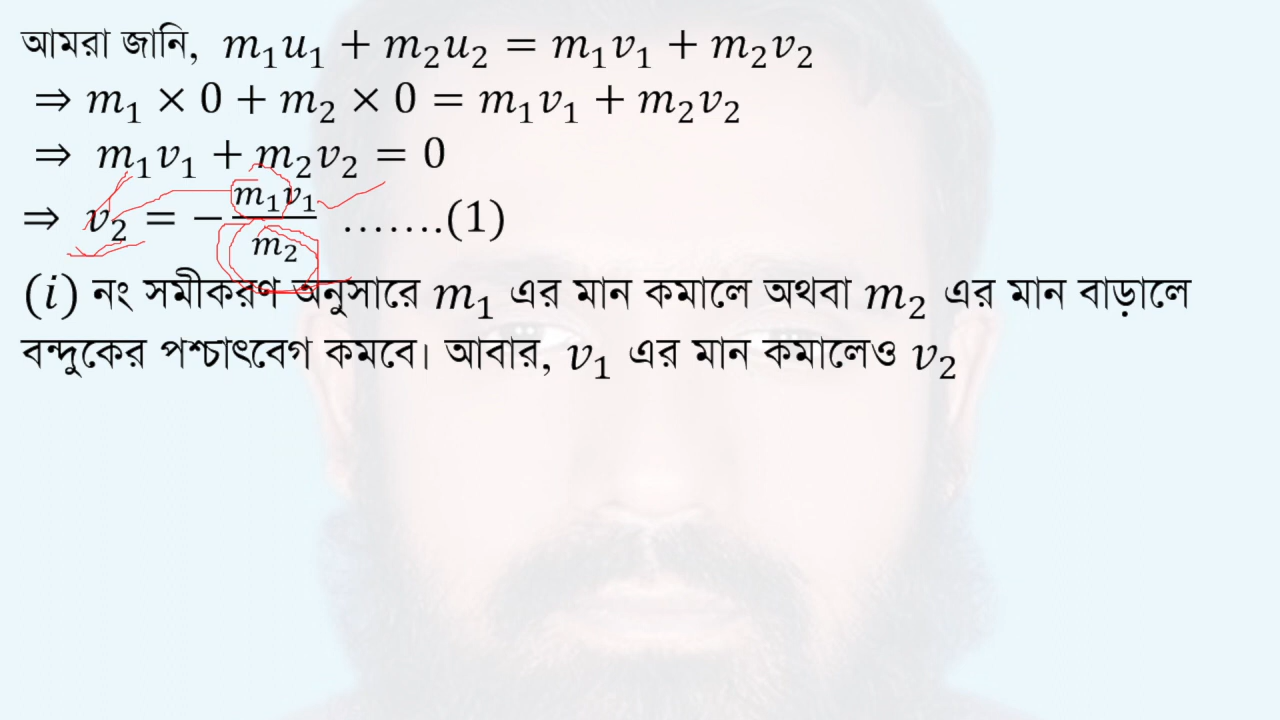 আমরা জানি, m₁u₁ + m₂u₂ = m₁v₁ + m₂v₂
⇒ m₁ × 0 + m₂ × 0 = m₁v₁ + m₂v₂
⇒ m₁v₁ + m₂v₂ = 0
⇒ v₂ = −m₁v₁/m₂ …….(1)
(i) নং সমীকরণ অনুসারে m₁ এর মান কমালে অথবা m₂ এর মান বাড়ালে
বন্দুকের পশ্চাৎবেগ কমবে। আবার, v₁ এর মান কমালেও v₂